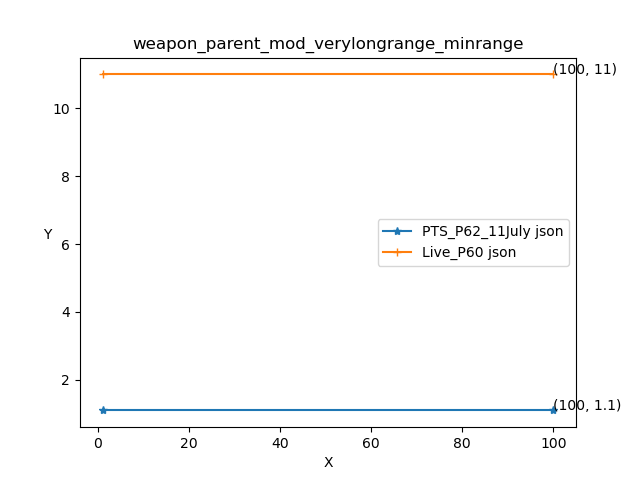 weapon_parent_mod_verylongrange_minrange
(100, 11)
10
8
Y
6
4
2
PTS_P62_11July json
Live_P60 json
(100, 1.1)
0 20 40 60 80 100
X